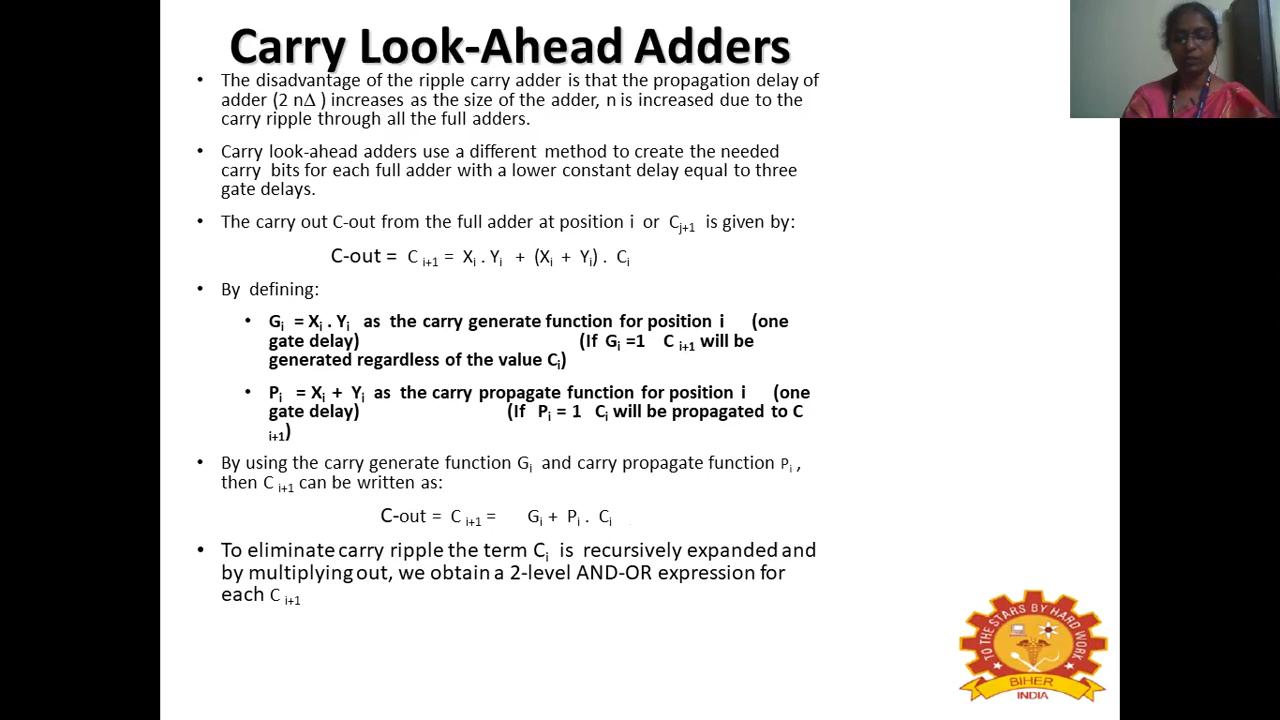 Carry Look-Ahead Adders
• The disadvantage of the ripple carry adder is that the propagation delay of
adder (2 nΔ ) increases as the size of the adder, n is increased due to the
carry ripple through all the full adders.
• Carry look-ahead adders use a different method to create the needed
carry bits for each full adder with a lower constant delay equal to three
gate delays.
• The carry out C-out from the full adder at position i or Cj+1 is given by:
C-out = C i+1 = Xi . Yi + (Xi + Yi) . Ci
• By defining:
• Gi = Xi . Yi as the carry generate function for position i (one
gate delay) (If Gi =1 C i+1 will be
generated regardless of the value Ci)
• Pi = Xi + Yi as the carry propagate function for position i (one
gate delay) (If Pi = 1 Ci will be propagated to C
i+1)
• By using the carry generate function Gi and carry propagate function Pi ,
then C i+1 can be written as:
C-out = C i+1 = Gi + Pi . Ci
• To eliminate carry ripple the term Ci is recursively expanded and
by multiplying out, we obtain a 2-level AND-OR expression for
each C i+1
TO THE STARS BY HARD WORK
BIHER
INDIA